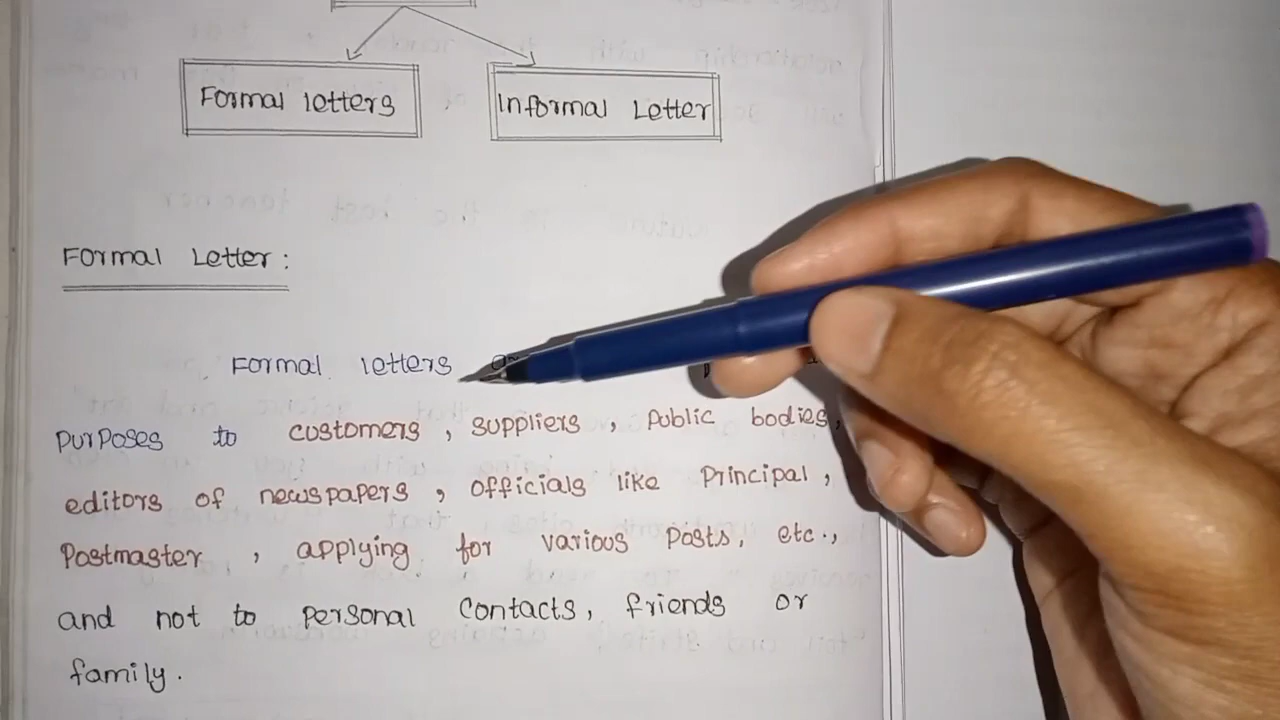 Formal letters
Informal Letter
Formal Letter:
Formal letters
purposes to customers, suppliers, Public bodies,
editors of newspapers, officials like Principal,
Postmaster, applying for various posts, etc.,
and not to personal contacts, friends or
family.